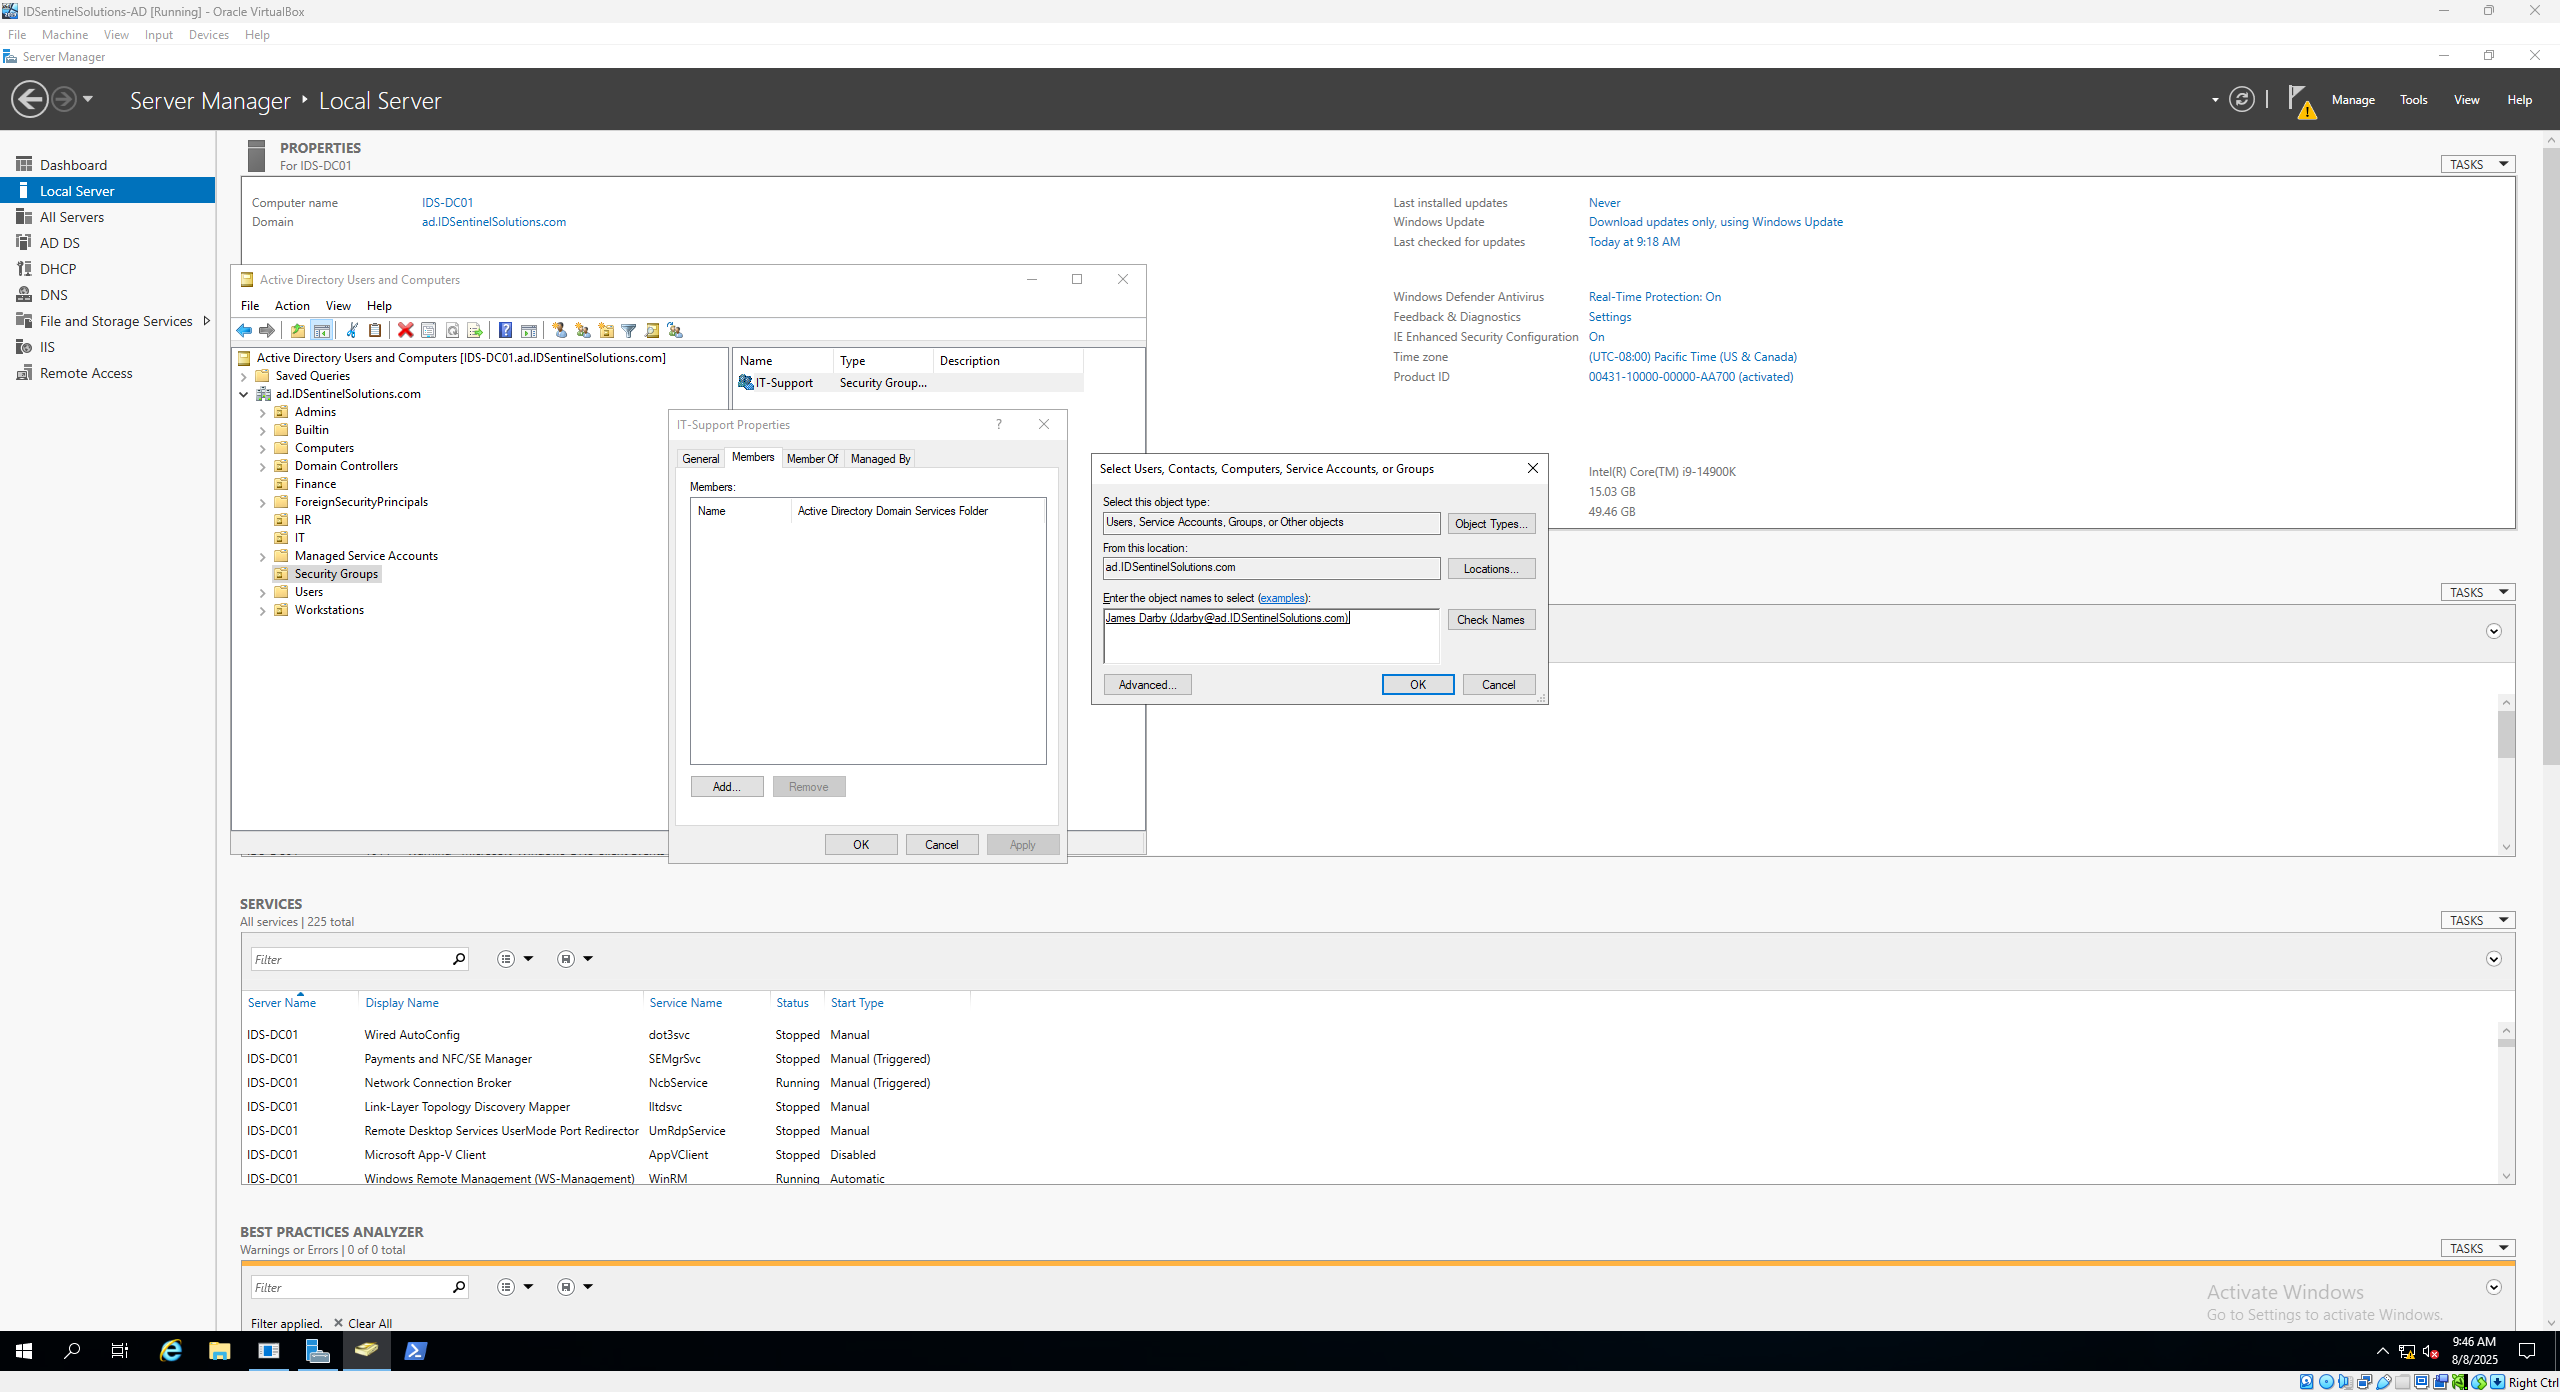 IDSentinelSolutions-AD [Running] - Oracle VirtualBox
File Machine View Input Devices Help
Server Manager
Server Manager ‣ Local Server
Manage Tools View Help
Dashboard
Local Server
All Servers
AD DS
DHCP
DNS
File and Storage Services
IIS
Remote Access
PROPERTIES
For IDS-DC01
TASKS
Computer name IDS-DC01
Domain ad.IDSentinelSolutions.com
Last installed updates Never
Windows Update Download updates only, using Windows Update
Last checked for updates Today at 9:18 AM
Windows Defender Antivirus Real-Time Protection: On
Feedback & Diagnostics Settings
IE Enhanced Security Configuration On
Time zone (UTC-08:00) Pacific Time (US & Canada)
Product ID 00431-10000-00000-AA700 (activated)
Intel(R) Core(TM) i9-14900K
15.03 GB
49.46 GB
TASKS
Active Directory Users and Computers
File Action View Help
Active Directory Users and Computers [IDS-DC01.ad.IDSentinelSolutions.com]
Saved Queries
ad.IDSentinelSolutions.com
Admins
Builtin
Computers
Domain Controllers
Finance
ForeignSecurityPrincipals
HR
IT
Managed Service Accounts
Security Groups
Users
Workstations
Name Type Description
IT-Support Security Group...
IT-Support Properties
?
General Members Member Of Managed By
Members:
Name Active Directory Domain Services Folder
Add... Remove
OK Cancel Apply
Select Users, Contacts, Computers, Service Accounts, or Groups
Select this object type:
Users, Service Accounts, Groups, or Other objects Object Types...
From this location:
ad.IDSentinelSolutions.com Locations...
Enter the object names to select (examples):
James Darby (Jdarby@ad.IDSentinelSolutions.com) Check Names
Advanced... OK Cancel
SERVICES
All services | 225 total
TASKS
Filter
Server Name Display Name Service Name Status Start Type
IDS-DC01 Wired AutoConfig dot3svc Stopped Manual
IDS-DC01 Payments and NFC/SE Manager SEMgrSvc Stopped Manual (Triggered)
IDS-DC01 Network Connection Broker NcbService Running Manual (Triggered)
IDS-DC01 Link-Layer Topology Discovery Mapper lltdsvc Stopped Manual
IDS-DC01 Remote Desktop Services UserMode Port Redirector UmRdpService Stopped Manual
IDS-DC01 Microsoft App-V Client AppVClient Stopped Disabled
IDS-DC01 Windows Remote Management (WS-Management) WinRM Running Automatic
BEST PRACTICES ANALYZER
Warnings or Errors | 0 of 0 total
TASKS
Filter
Filter applied. Clear All
Activate Windows
Go to Settings to activate Windows.
9:46 AM
8/8/2025
Right Ctrl